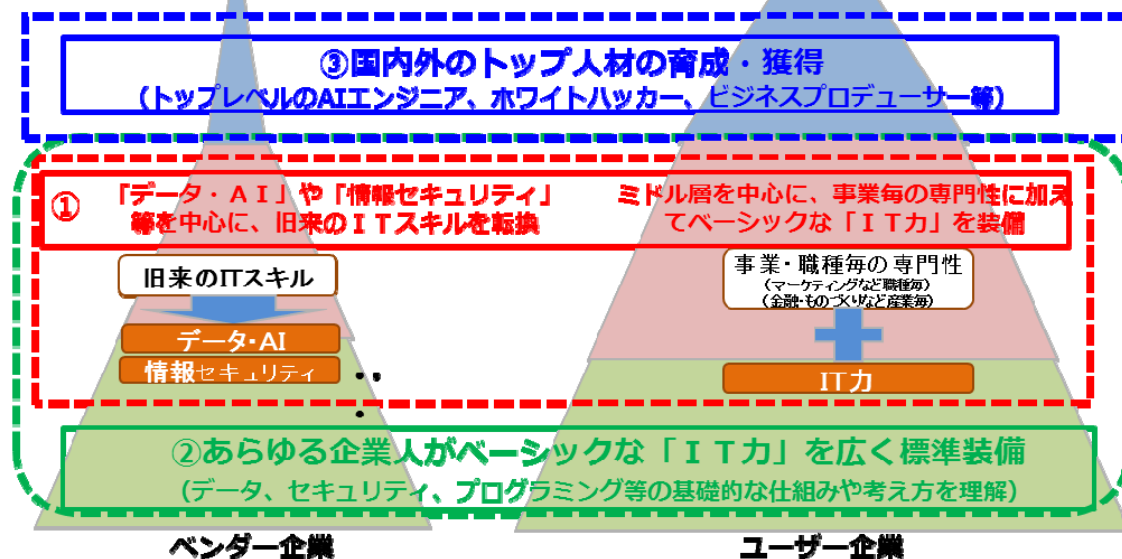 ③国内外のトップ人材の育成・獲得
（トップレベルのAIエンジニア、ホワイトハッカー、ビジネスプロデューサー等）
①
「データ・AI」や「情報セキュリティ」
等を中心に、旧来のＩＴスキルを転換
ミドル層を中心に、事業毎の専門性に加え
てベーシックな「ＩＴ力」を装備
旧来のITスキル
データ・AI
情報セキュリティ
・・
・
事業・職種毎の専門性
（マーケティングなど職種毎）
（金融・ものづくりなど産業毎）
IT力
②あらゆる企業人がベーシックな「ＩＴ力」を広く標準装備
（データ、セキュリティ、プログラミング等の基礎的な仕組みや考え方を理解）
ベンダー企業
ユーザー企業